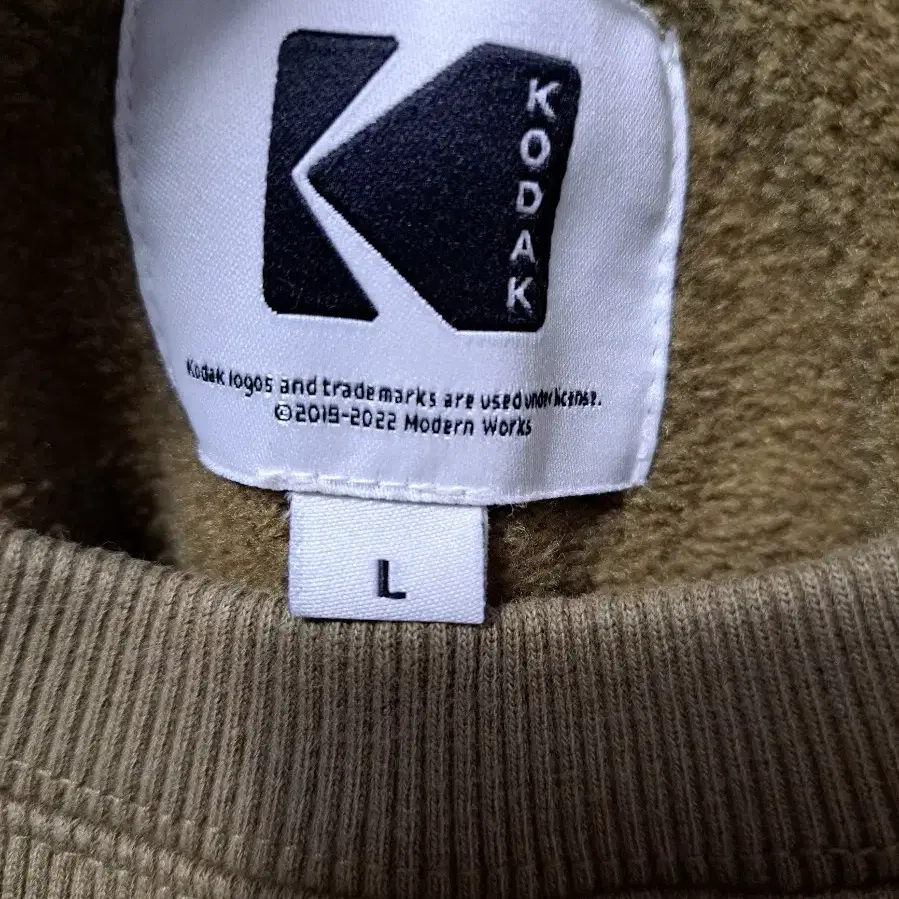 KODAK
Kodak logos and trademarks are used under license.
©2019-2022 Modern Works
L